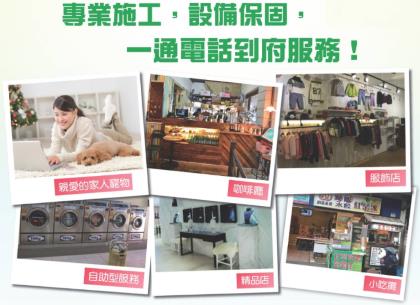 專業施工，設備保固，
一通電話到府服務！
親愛的家人寵物
咖啡廳
服飾店
自助型服務
精品店
小吃攤